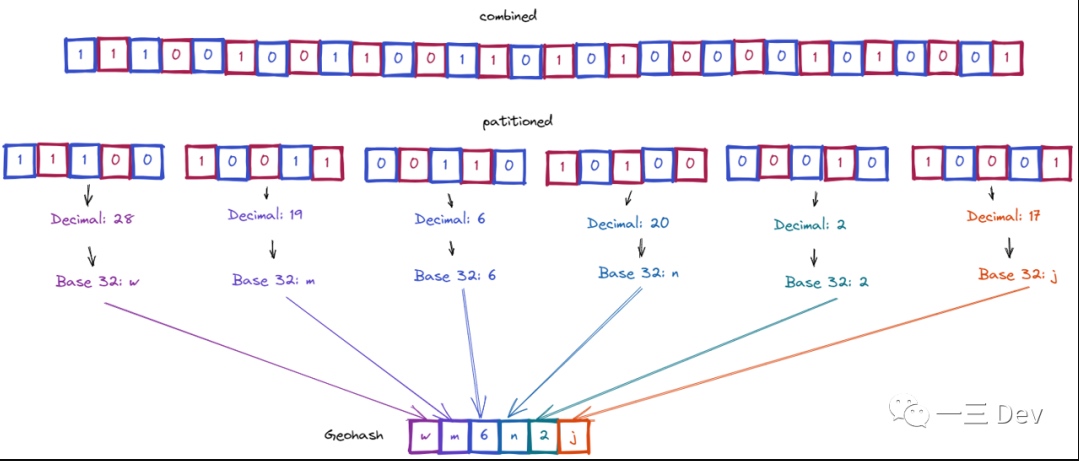 combined
1 1 1 0 0 1 0 0 1 1 0 0 1 1 0 1 0 1 0 0 0 0 0 1 0 1 0 0 0 1
patitioned
1 1 1 0 0 1 0 0 1 1 0 0 1 1 0 1 0 1 0 0 0 0 0 1 0 1 0 0 0 1
Decimal: 28 Decimal: 19 Decimal: 6 Decimal: 20 Decimal: 2 Decimal: 17
Base 32: w Base 32: m Base 32: 6 Base 32: n Base 32: 2 Base 32: j
Geohash w m 6 n 2 j
一三 Dev